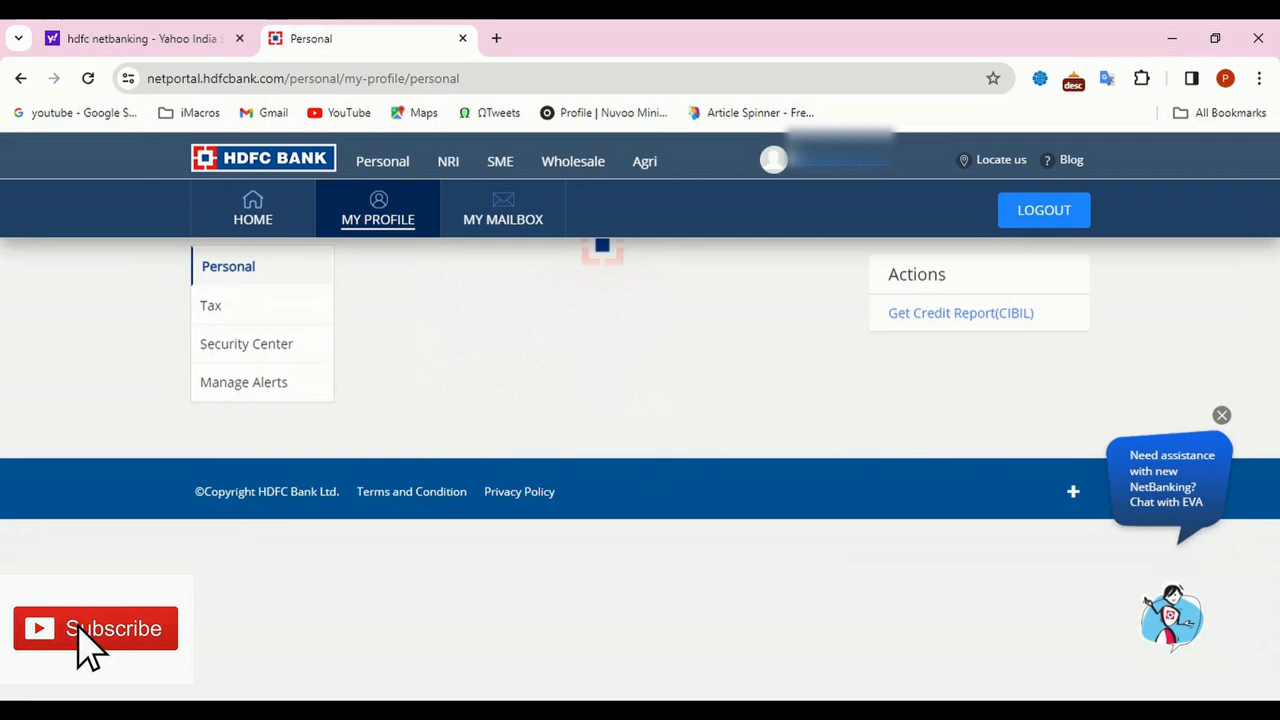 hdfc netbanking - Yahoo India S
Personal
netportal.hdfcbank.com/personal/my-profile/personal
desc
P
youtube - Google S...
iMacros
Gmail
YouTube
Maps
ΩTweets
Profile | Nuvoo Mini...
Article Spinner - Fre...
All Bookmarks
HDFC BANK
Personal
NRI
SME
Wholesale
Agri
Locate us
? Blog
HOME
MY PROFILE
MY MAILBOX
LOGOUT
Personal
Tax
Security Center
Manage Alerts
Actions
Get Credit Report(CIBIL)
Need assistance
with new
NetBanking?
Chat with EVA
©Copyright HDFC Bank Ltd.
Terms and Condition
Privacy Policy
Subscribe